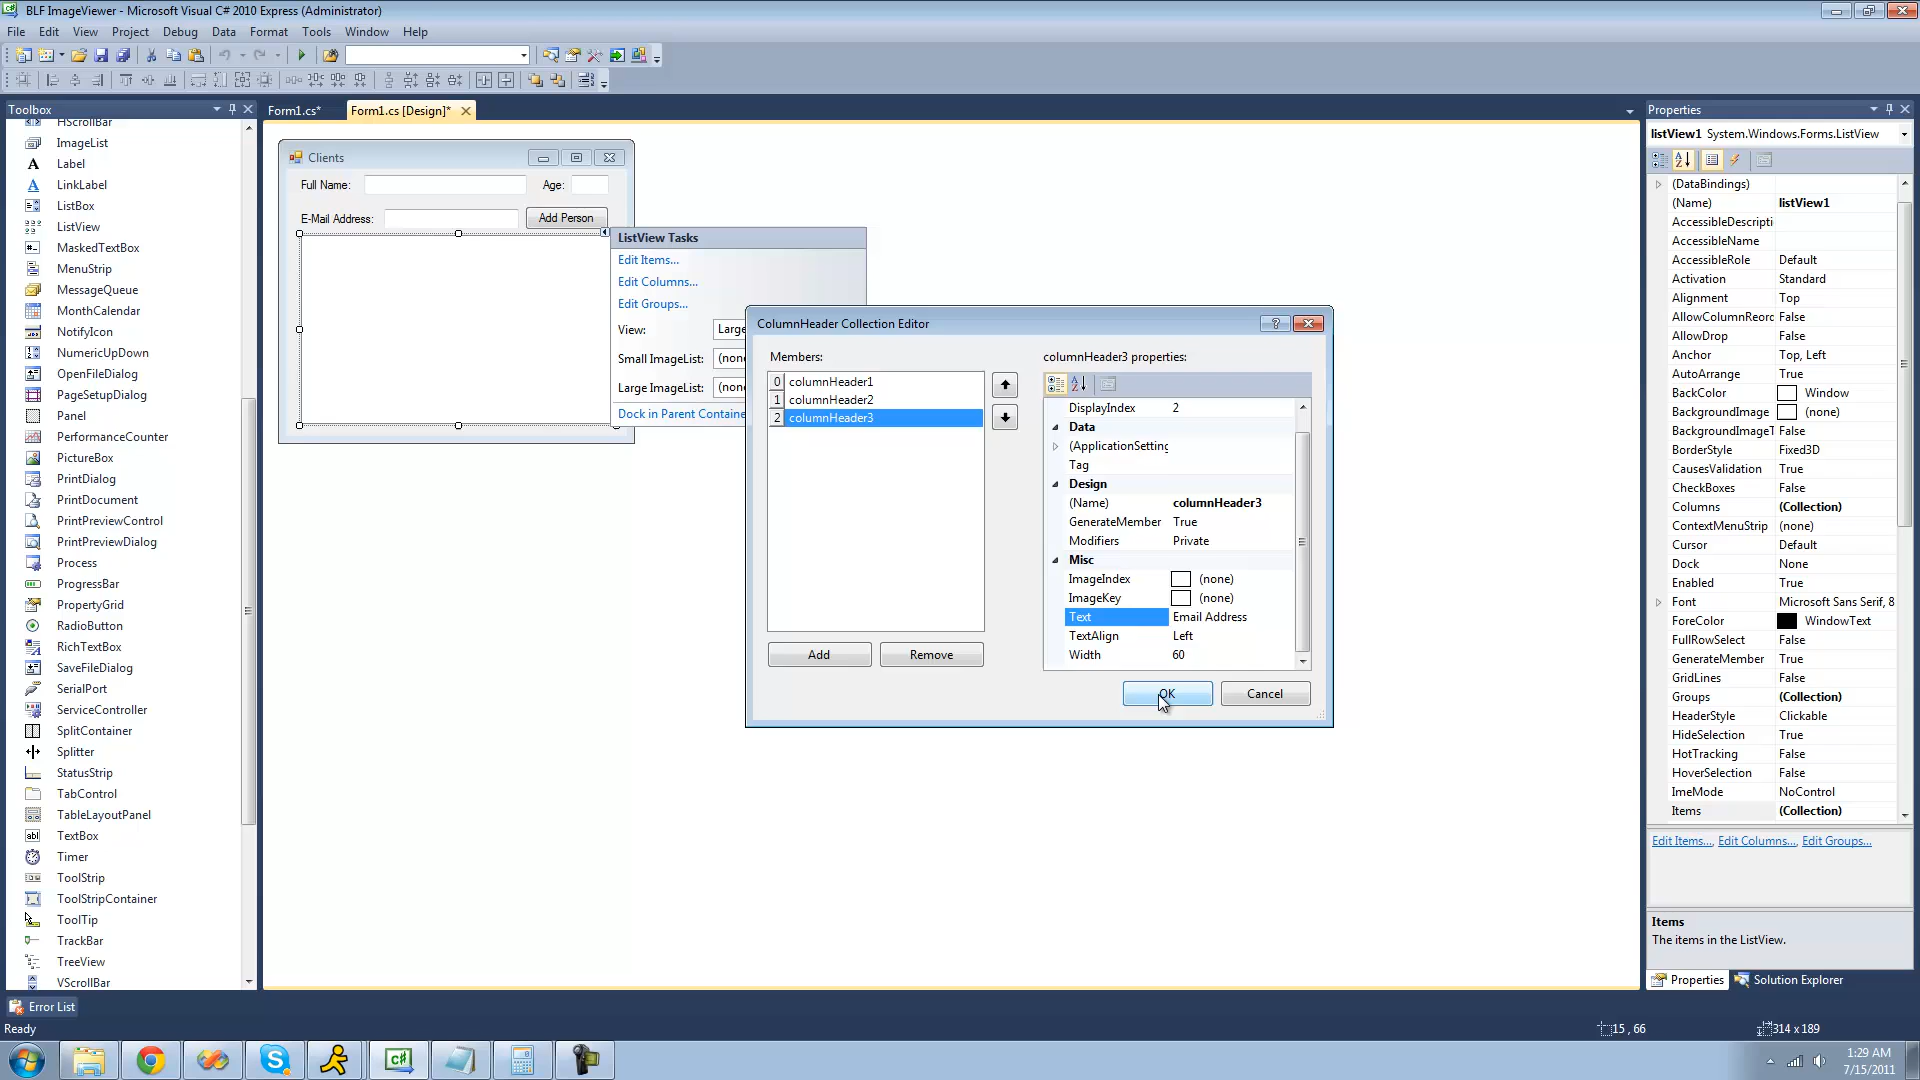 BLF ImageViewer - Microsoft Visual C# 2010 Express (Administrator)
File Edit View Project Debug Data Format Tools Window Help
Toolbox
Form1.cs*
Form1.cs [Design]*
Properties
HScrollBar
ImageList
Label
LinkLabel
ListBox
ListView
MaskedTextBox
MenuStrip
MessageQueue
MonthCalendar
NotifyIcon
NumericUpDown
OpenFileDialog
PageSetupDialog
Panel
PerformanceCounter
PictureBox
PrintDialog
PrintDocument
PrintPreviewControl
PrintPreviewDialog
Process
ProgressBar
PropertyGrid
RadioButton
RichTextBox
SaveFileDialog
SerialPort
ServiceController
SplitContainer
Splitter
StatusStrip
TabControl
TableLayoutPanel
TextBox
Timer
ToolStrip
ToolStripContainer
ToolTip
TrackBar
TreeView
VScrollBar
Clients
Full Name:
Age:
E-Mail Address:
Add Person
ListView Tasks
Edit Items...
Edit Columns...
Edit Groups...
View: Large
Small ImageList: (none
Large ImageList: (none
Dock in Parent Containe
ColumnHeader Collection Editor
Members:
0 columnHeader1
1 columnHeader2
2 columnHeader3
Add
Remove
columnHeader3 properties:
DisplayIndex 2
Data
(ApplicationSetting
Tag
Design
(Name) columnHeader3
GenerateMember True
Modifiers Private
Misc
ImageIndex (none)
ImageKey (none)
Text Email Address
TextAlign Left
Width 60
OK
Cancel
listView1 System.Windows.Forms.ListView
(DataBindings)
(Name) listView1
AccessibleDescripti
AccessibleName
AccessibleRole Default
Activation Standard
Alignment Top
AllowColumnReord False
AllowDrop False
Anchor Top, Left
AutoArrange True
BackColor Window
BackgroundImage (none)
BackgroundImageT False
BorderStyle Fixed3D
CausesValidation True
CheckBoxes False
Columns (Collection)
ContextMenuStrip (none)
Cursor Default
Dock None
Enabled True
Font Microsoft Sans Serif, 8
ForeColor WindowText
FullRowSelect False
GenerateMember True
GridLines False
Groups (Collection)
HeaderStyle Clickable
HideSelection True
HotTracking False
HoverSelection False
ImeMode NoControl
Items (Collection)
Edit Items..., Edit Columns..., Edit Groups...
Items
The items in the ListView.
Properties
Solution Explorer
Error List
Ready
15 , 66
314 x 189
1:29 AM
7/15/2011